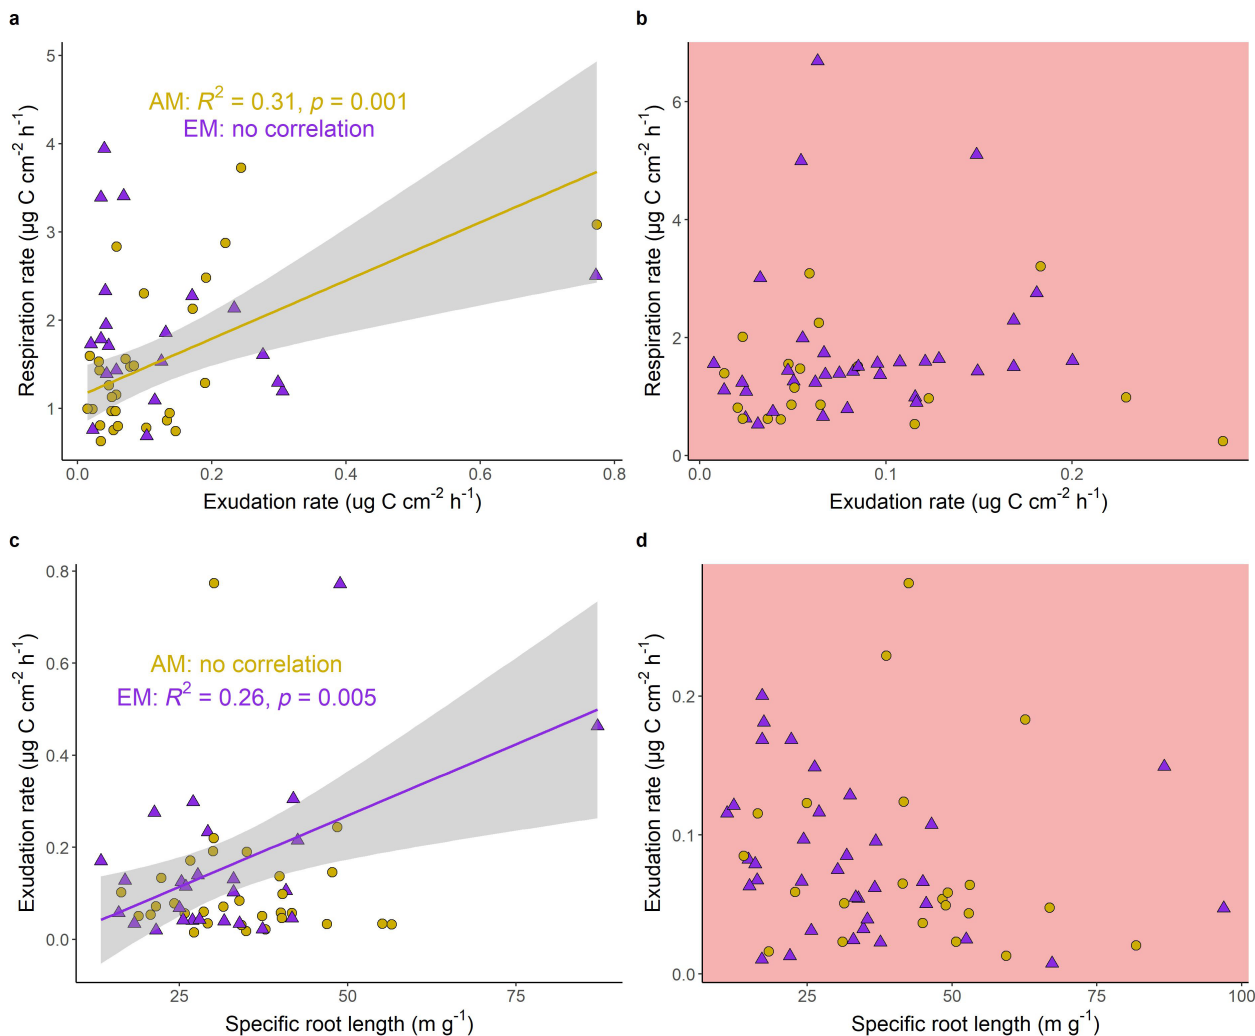 a
5
4
3
2
1
Respiration rate (µg C cm⁻² h⁻¹)
AM: R² = 0.31, p = 0.001
EM: no correlation
0.0 0.2 0.4 0.6 0.8
Exudation rate (ug C cm⁻² h⁻¹)
b
6
4
2
0
Respiration rate (µg C cm⁻² h⁻¹)
0.0 0.1 0.2
Exudation rate (ug C cm⁻² h⁻¹)
c
0.8
0.6
0.4
0.2
0.0
Exudation rate (µg C cm⁻² h⁻¹)
AM: no correlation
EM: R² = 0.26, p = 0.005
25 50 75
Specific root length (m g⁻¹)
d
0.2
0.1
0.0
Exudation rate (µg C cm⁻² h⁻¹)
25 50 75 100
Specific root length (m g⁻¹)